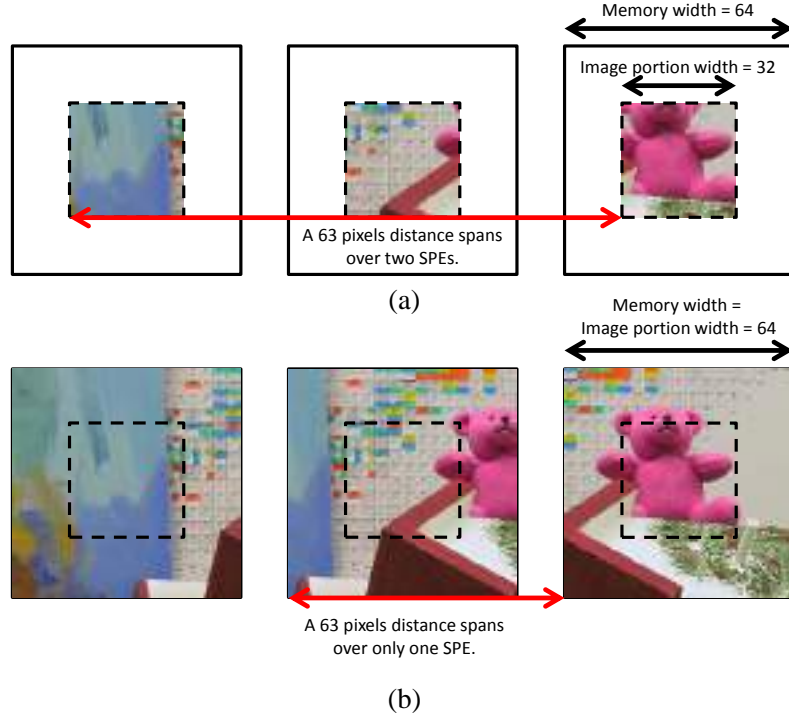 Memory width = 64
Image portion width = 32
A 63 pixels distance spans
over two SPEs.
(a)
Memory width =
Image portion width = 64
A 63 pixels distance spans
over only one SPE.
(b)